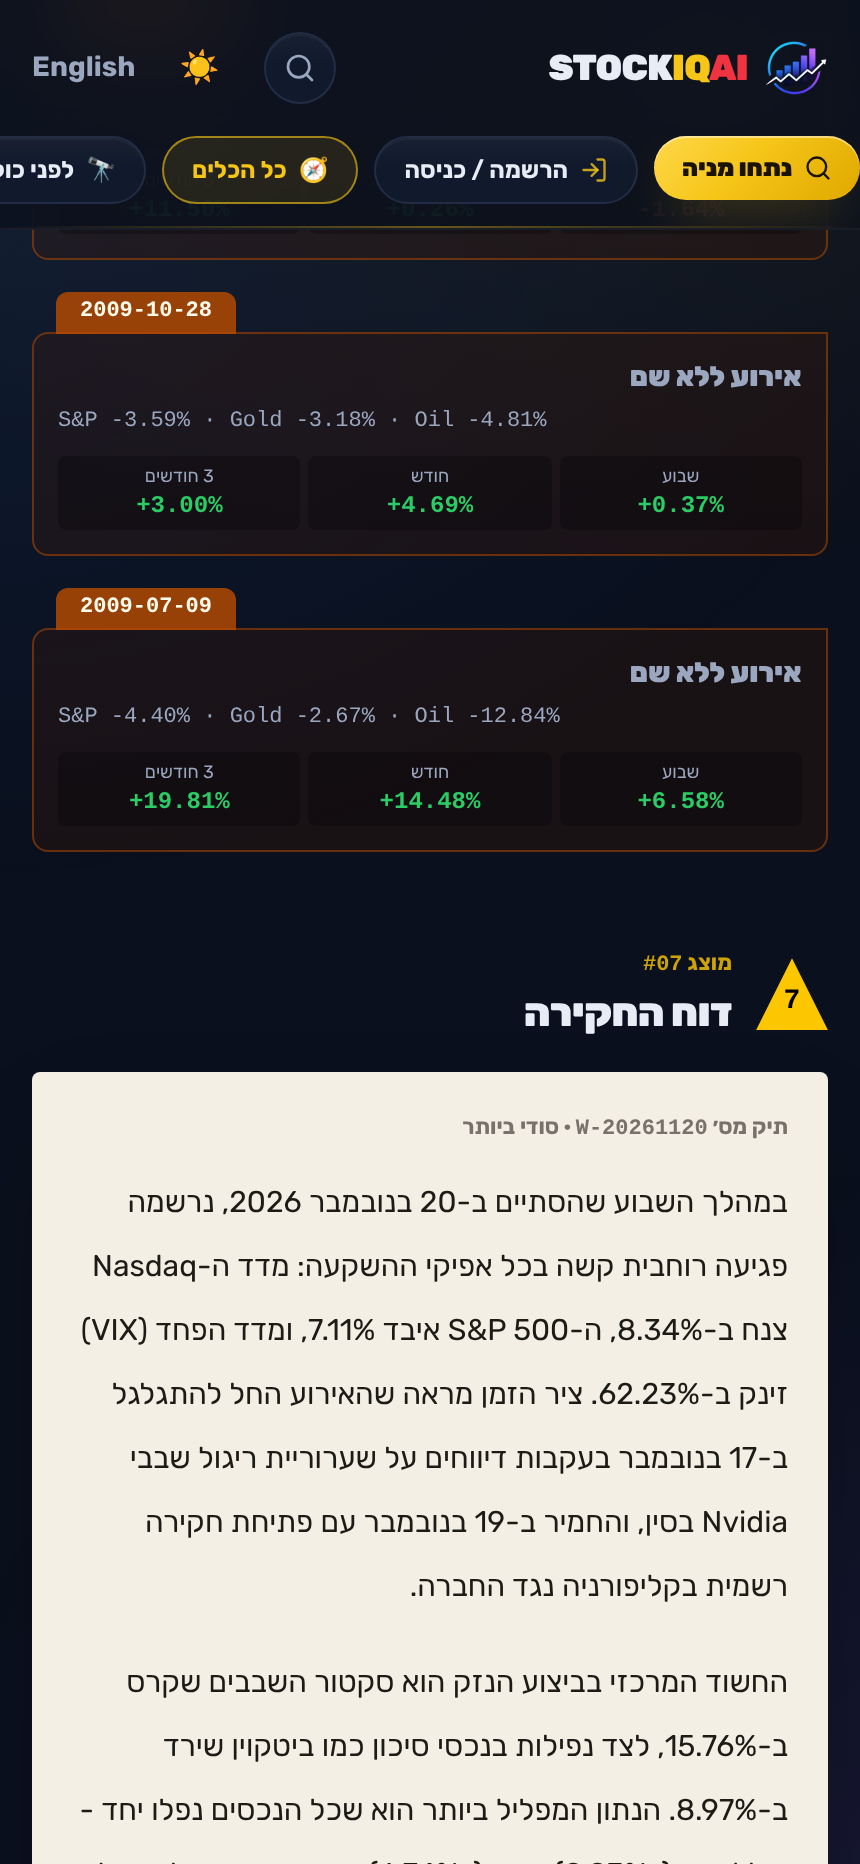 STOCKIQAI
English
נתחו מניה
הרשמה / כניסה
כל הכלים
לפני
-1.64%
+0.26%
+11.50%
2009-10-28
אירוע ללא שם
S&P -3.59% · Gold -3.18% · Oil -4.81%
שבוע
+0.37%
חודש
+4.69%
3 חודשים
+3.00%
2009-07-09
אירוע ללא שם
S&P -4.40% · Gold -2.67% · Oil -12.84%
שבוע
+6.58%
חודש
+14.48%
3 חודשים
+19.81%
7
מוצג #07
דוח החקירה
תיק מס׳ W-20261120 • סודי ביותר
במהלך השבוע שהסתיים ב-20 בנובמבר 2026, נרשמה
פגיעה רוחבית קשה בכל אפיקי ההשקעה: מדד ה-Nasdaq
צנח ב-8.34%, ה-S&P 500 איבד 7.11%, ומדד הפחד (VIX)
זינק ב-62.23%. ציר הזמן מראה שהאירוע החל להתגלגל
ב-17 בנובמבר בעקבות דיווחים על שערוריית ריגול שבבי
Nvidia בסין, והחמיר ב-19 בנובמבר עם פתיחת חקירה
רשמית בקליפורניה נגד החברה.
החשוד המרכזי בביצוע הנזק הוא סקטור השבבים שקרס
ב-15.76%, לצד נפילות בנכסי סיכון כמו ביטקוין שירד
ב-8.97%. הנתון המפליל ביותר הוא שכל הנכסים נפלו יחד -